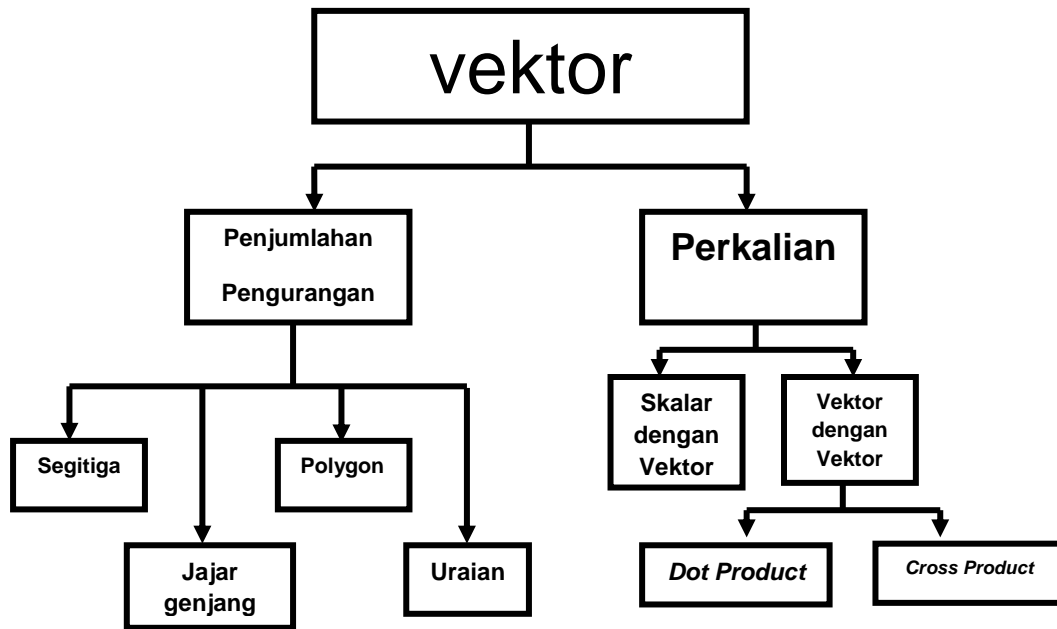 vektor
Penjumlahan
Pengurangan
Perkalian
Segitiga
Jajar
genjang
Polygon
Uraian
Skalar
dengan
Vektor
Vektor
dengan
Vektor
Dot Product
Cross Product